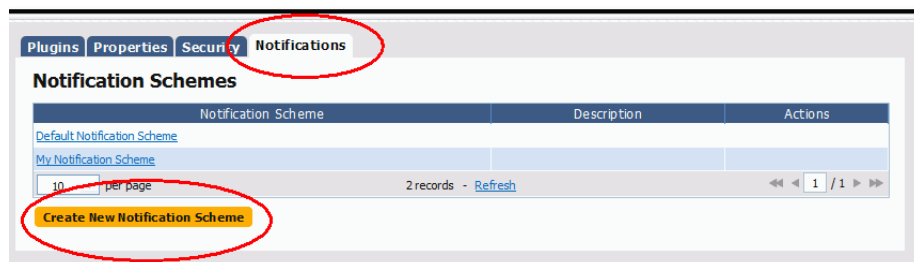 Plugins Properties Security Notifications
Notification Schemes
Notification Scheme Description Actions
Default Notification Scheme
My Notification Scheme
10 per page 2 records - Refresh 1 / 1
Create New Notification Scheme